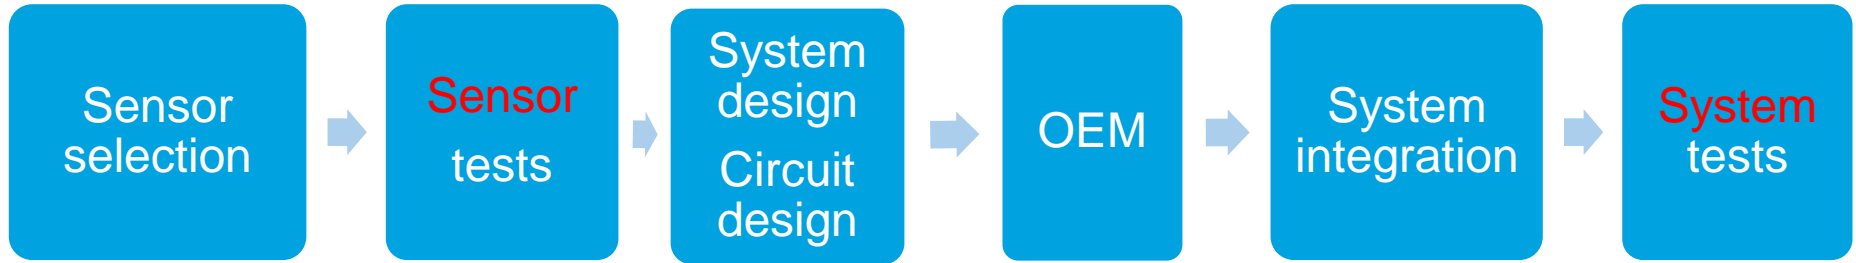 Sensor
selection
Sensor
tests
System
design
Circuit
design
OEM
System
integration
System
tests